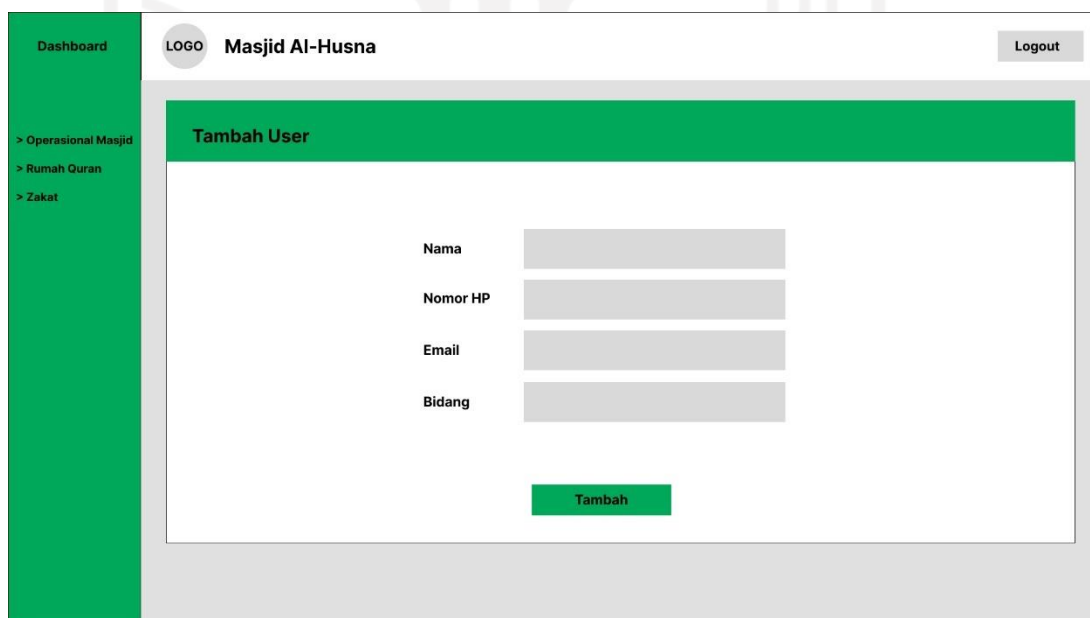 Dashboard
LOGO
Masjid Al-Husna
Logout
> Operasional Masjid
> Rumah Quran
> Zakat
Tambah User
Nama
Nomor HP
Email
Bidang
Tambah